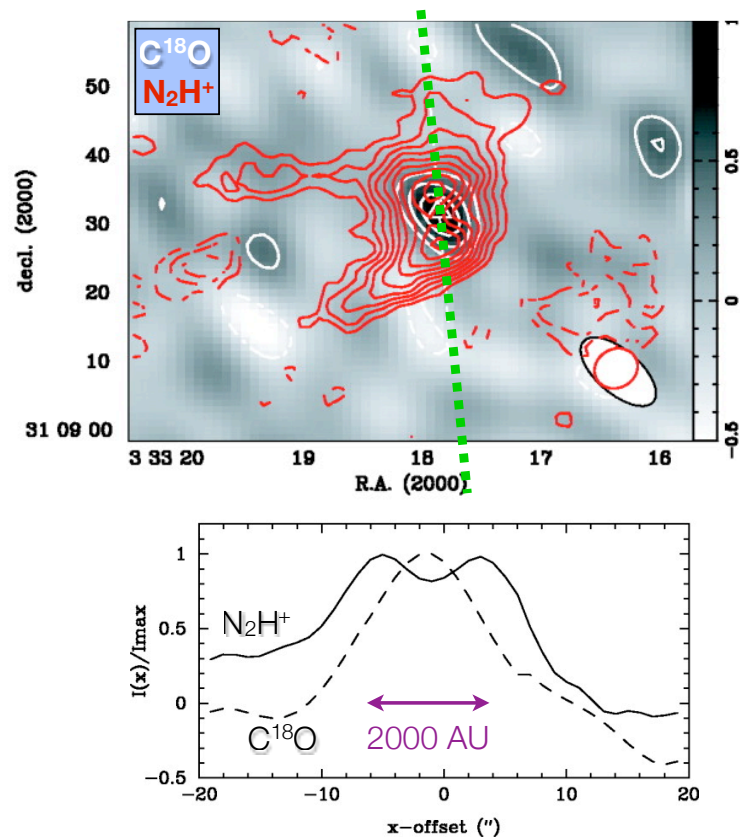 C¹⁸O
N₂H⁺
decl. (2000)
50
40
30
20
10
31 09 00
3 33 20
19
18
17
16
R.A. (2000)
1
0.5
0
−0.5
I(x)/Imax
1
0.5
0
−0.5
N₂H⁺
C¹⁸O
2000 AU
−20
−10
0
10
20
x-offset ('')